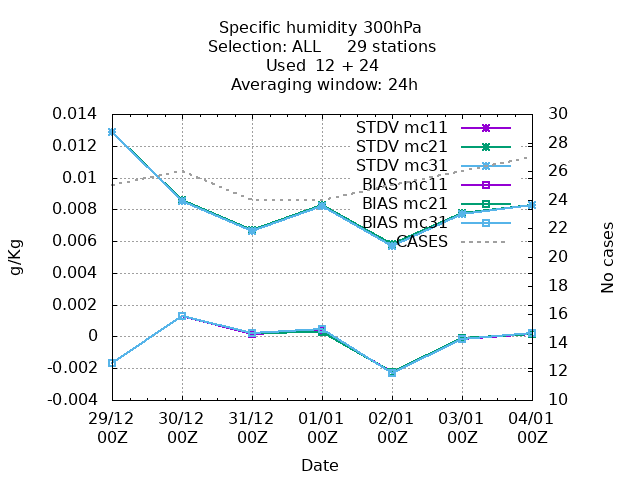 Specific humidity 300hPa
Selection: ALL     29 stations
Used  12 + 24
Averaging window: 24h
0.014
0.012
0.01
0.008
0.006
0.004
0.002
0
-0.002
-0.004
30
28
26
24
22
20
18
16
14
12
10
STDV mc11
STDV mc21
STDV mc31
BIAS mc11
BIAS mc21
BIAS mc31
CASES
g/Kg
No cases
29/12 30/12 31/12 01/01 02/01 03/01 04/01
00Z 00Z 00Z 00Z 00Z 00Z 00Z
Date